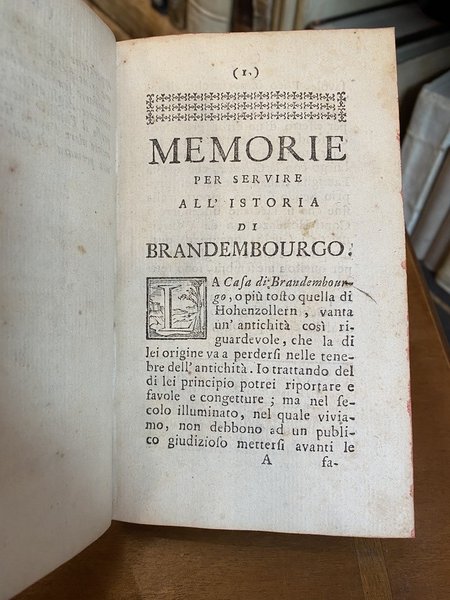 (1.)
MEMORIE
PER SERVIRE
ALL' ISTORIA
DI
BRANDEMBOURGO.
LA Casa di Brandembour-
go, o più tosto quella di
Hohenzollern, vanta
un' antichità così ri-
guardevole, che la di
lei origine va a perdersi nelle tene-
bre dell'antichità. Io trattando del
di lei principio potrei riportare e
favole e congetture; ma nel se-
colo illuminato, nel quale vivia-
mo, non debbono ad un publi-
co giudizioso mettersi avanti le
A fa-